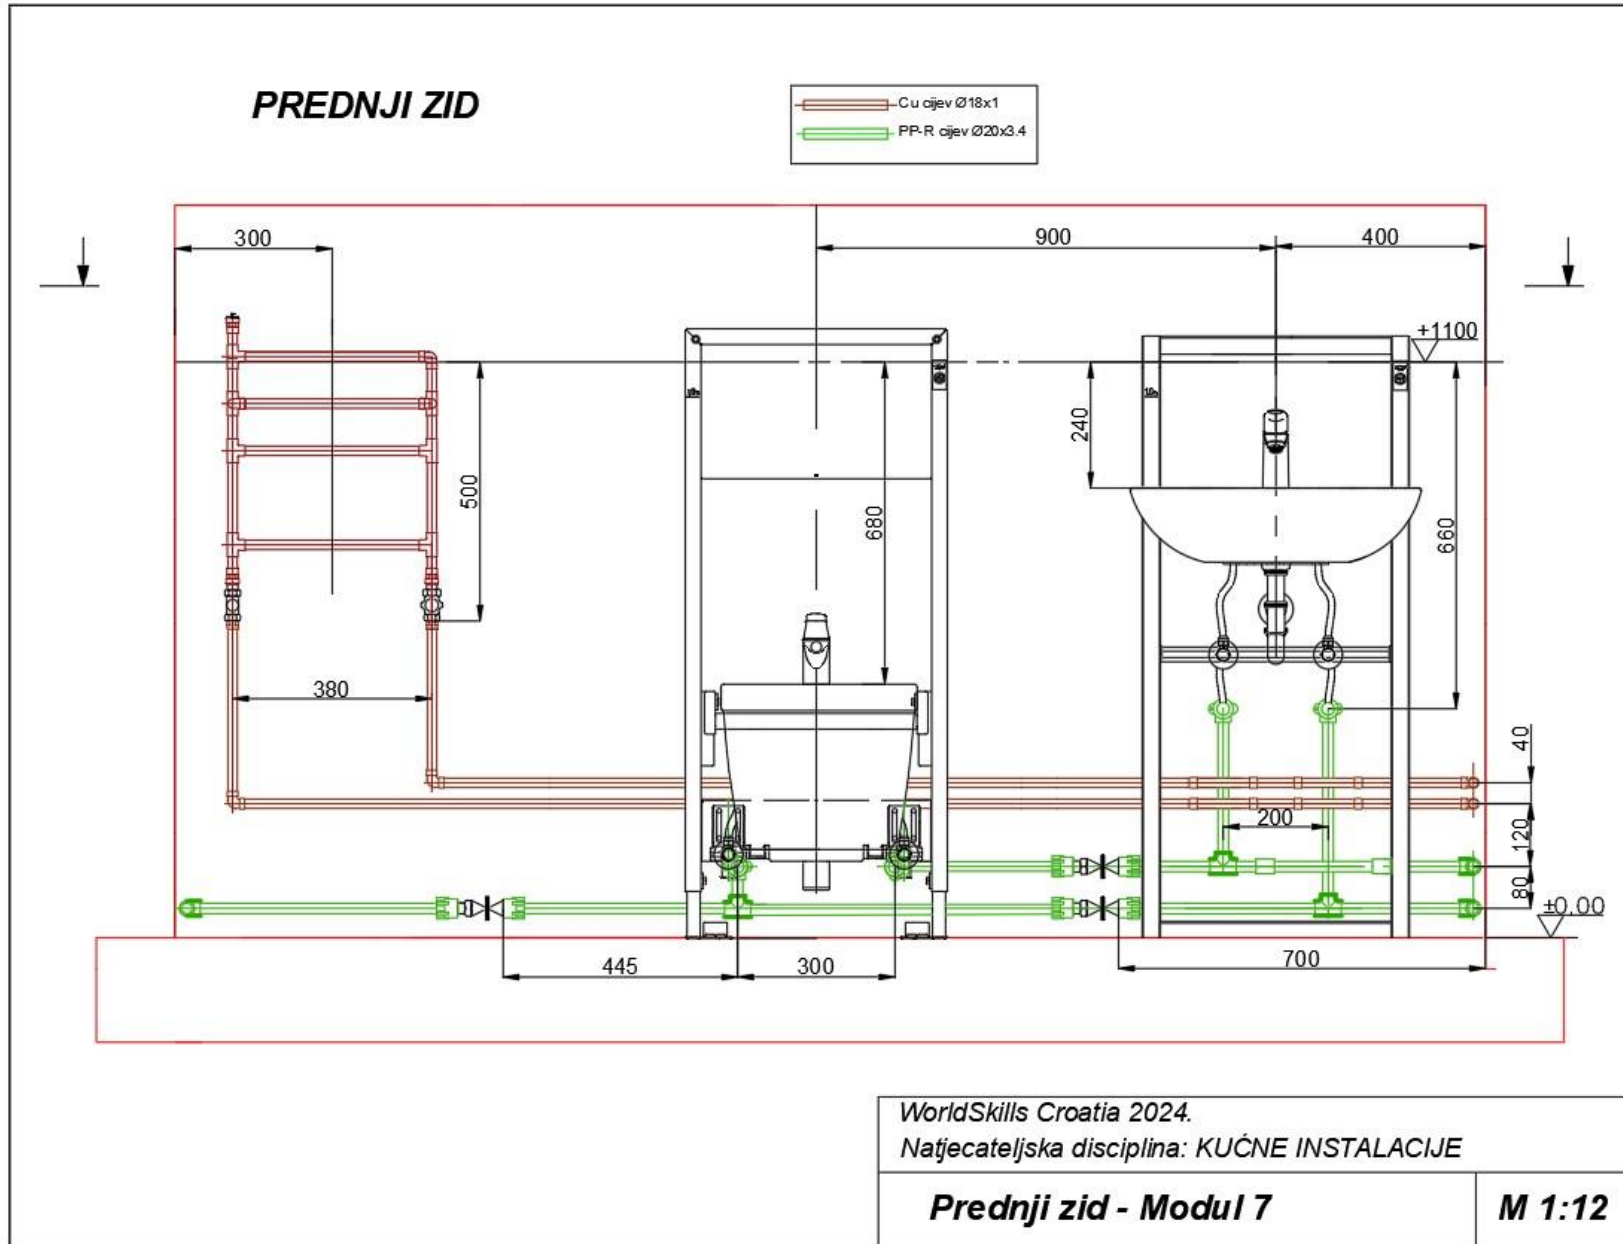 PREDNJI ZID
Cu cijev Ø18x1
PP-R cijev Ø20x3.4
300
900
400
+1100
240
500
680
660
380
40
200
120
80
±0,00
445
300
700
WorldSkills Croatia 2024.
Natjecateljska disciplina: KUĆNE INSTALACIJE
Prednji zid - Modul 7
M 1:12